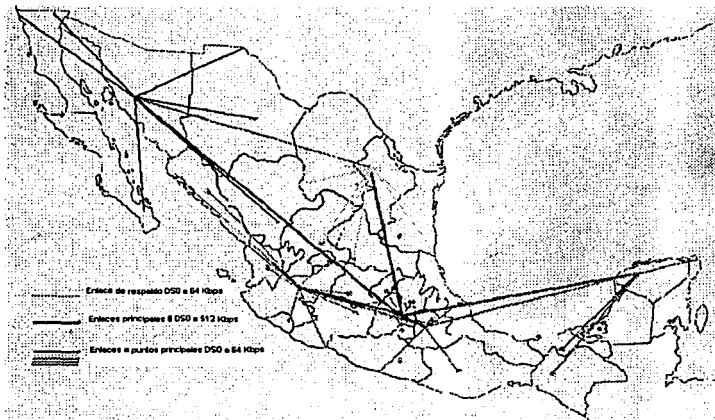 Enlace de respaldo DS0 a 64 Kbps
Enlaces principales 8 DS0 a 512 Kbps
Enlaces a puntos principales DS0 a 64 Kbps